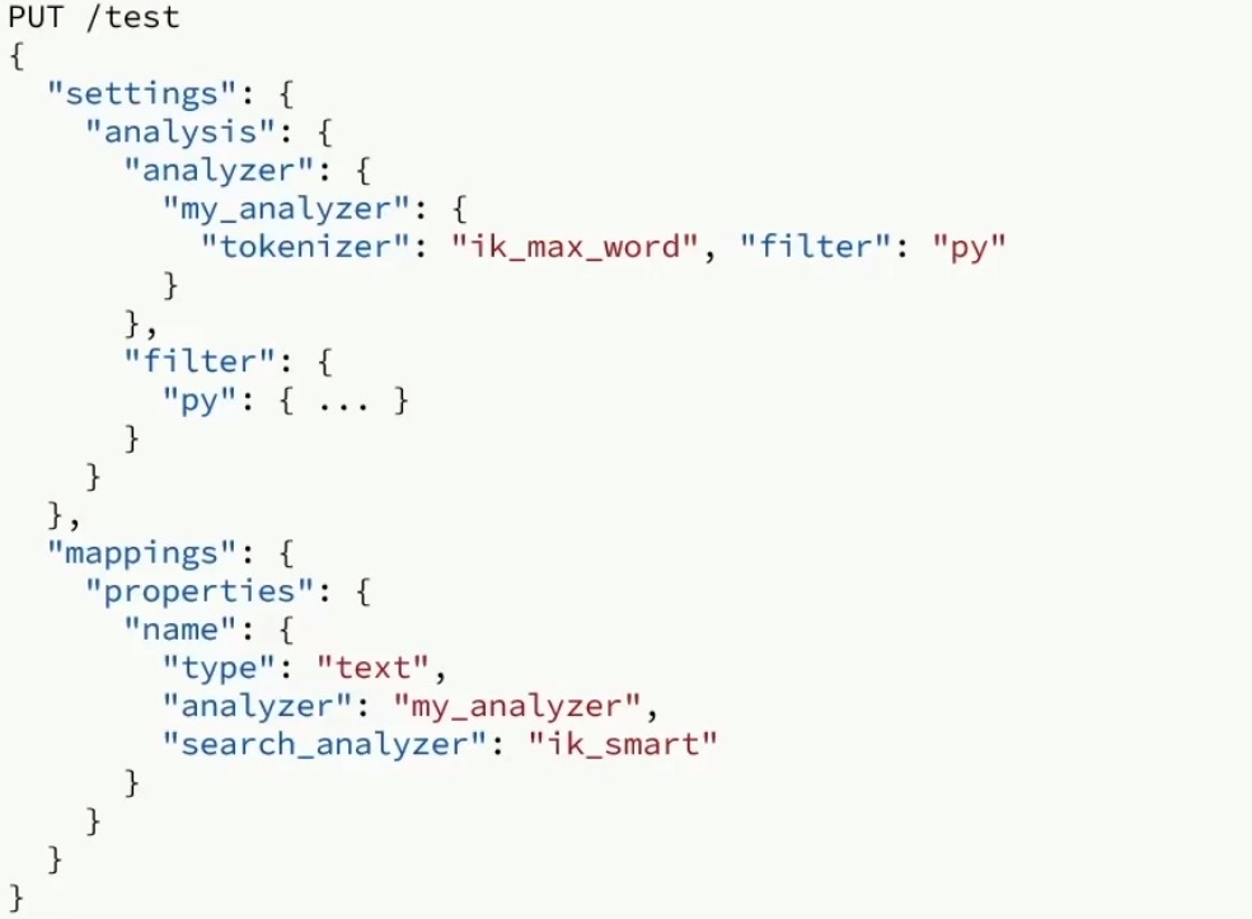 PUT /test
{
  "settings": {
    "analysis": {
      "analyzer": {
        "my_analyzer": {
          "tokenizer": "ik_max_word", "filter": "py"
        }
      },
      "filter": {
        "py": { ... }
      }
    }
  },
  "mappings": {
    "properties": {
      "name": {
        "type": "text",
        "analyzer": "my_analyzer",
        "search_analyzer": "ik_smart"
      }
    }
  }
}